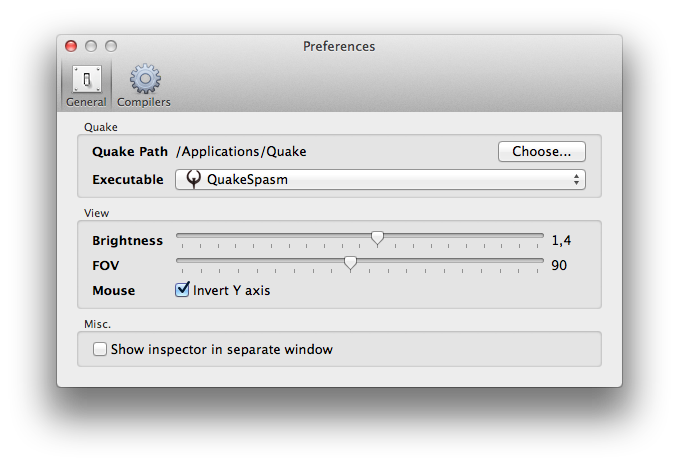 Preferences
General Compilers
Quake
Quake Path /Applications/Quake Choose...
Executable QuakeSpasm
View
Brightness 1,4
FOV 90
Mouse Invert Y axis
Misc.
Show inspector in separate window